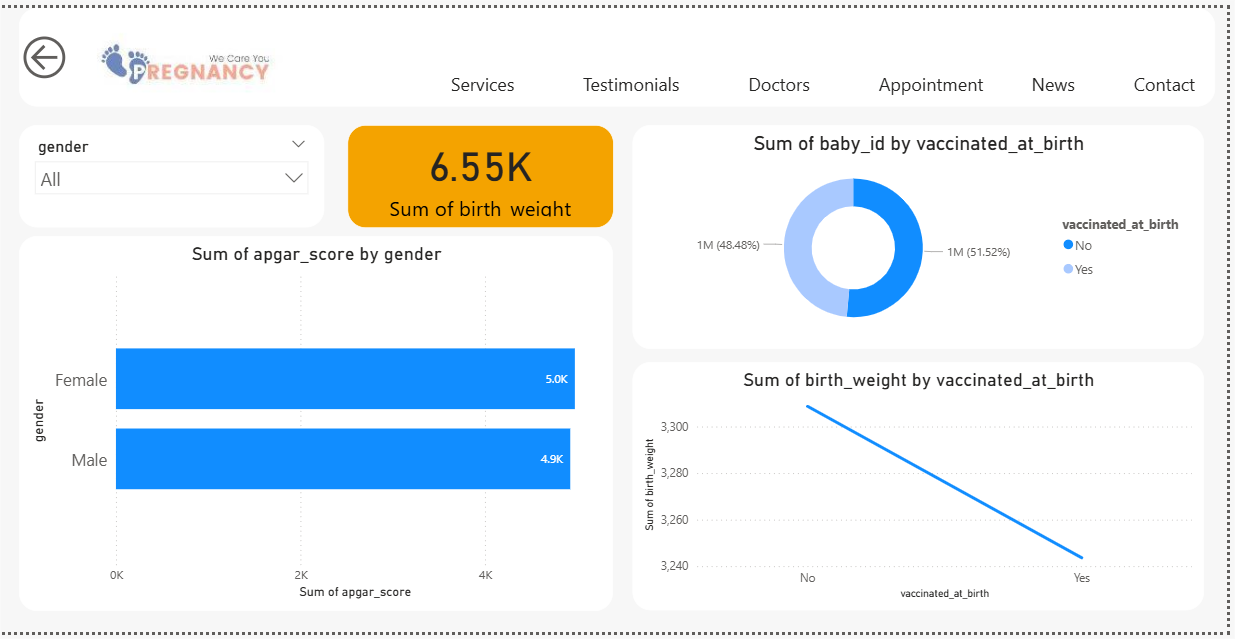 We Care You
PREGNANCY
Services Testimonials Doctors Appointment News Contact
gender
All
6.55K
Sum of birth_weight
Sum of apgar_score by gender
gender
Female
5.0K
Male
4.9K
0K 2K 4K
Sum of apgar_score
Sum of baby_id by vaccinated_at_birth
1M (48.48%)
1M (51.52%)
vaccinated_at_birth
No
Yes
Sum of birth_weight by vaccinated_at_birth
Sum of birth_weight
3,300
3,280
3,260
3,240
No Yes
vaccinated_at_birth